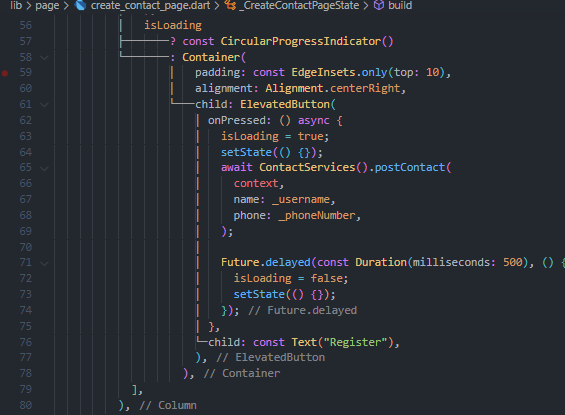 lib > page > create_contact_page.dart > _CreateContactPageState > build
56 isLoading
57 ? const CircularProgressIndicator()
58 : Container(
59 padding: const EdgeInsets.only(top: 10),
60 alignment: Alignment.centerRight,
61 child: ElevatedButton(
62 onPressed: () async {
63 isLoading = true;
64 setState(() {});
65 await ContactServices().postContact(
66 context,
67 name: _username,
68 phone: _phoneNumber,
69 );
70
71 Future.delayed(const Duration(milliseconds: 500), () {
72 isLoading = false;
73 setState(() {});
74 }); // Future.delayed
75 },
76 child: const Text("Register"),
77 ), // ElevatedButton
78 ), // Container
79 ],
80 ), // Column